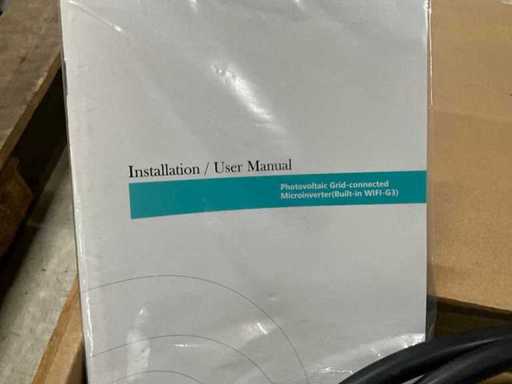 Installation / User Manual
Photovoltaic Grid-connected
Microinverter(Built-in WIFI-G3)